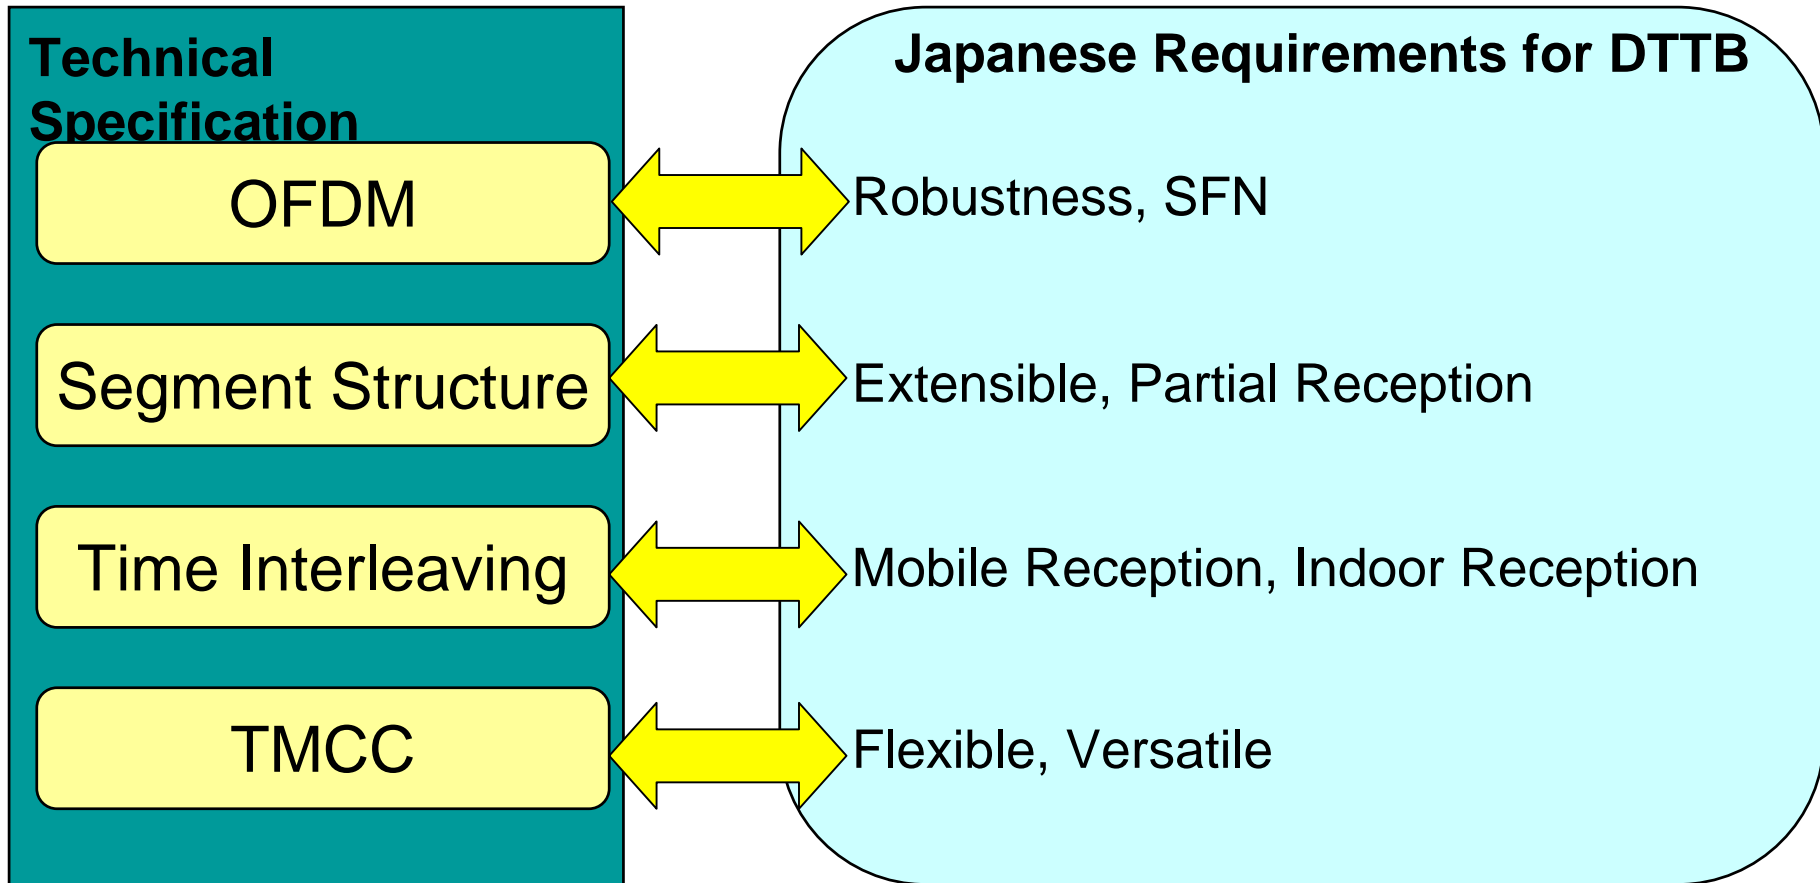 Technical
Specification
Japanese Requirements for DTTB
OFDM
Robustness, SFN
Segment Structure
Extensible, Partial Reception
Time Interleaving
Mobile Reception, Indoor Reception
TMCC
Flexible, Versatile